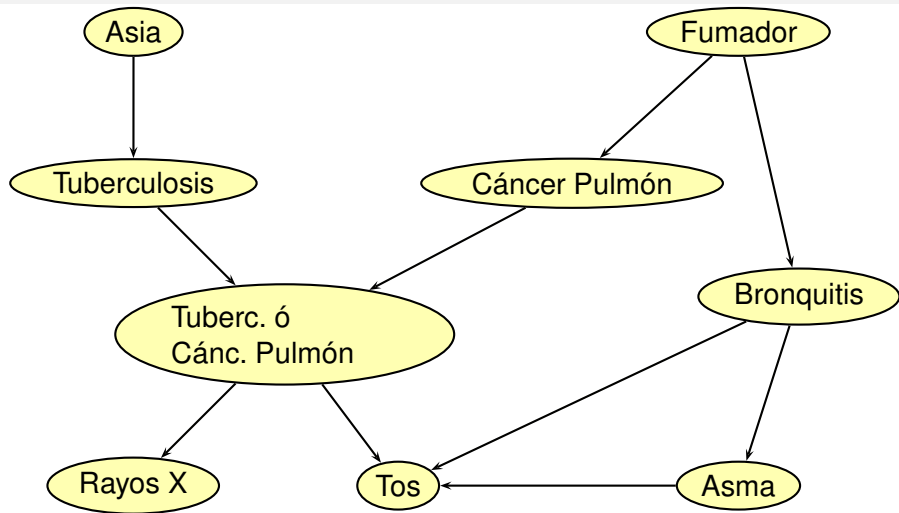 Asia
Fumador
Tuberculosis
Cáncer Pulmón
Tuberc. ó
Cánc. Pulmón
Bronquitis
Rayos X
Tos
Asma